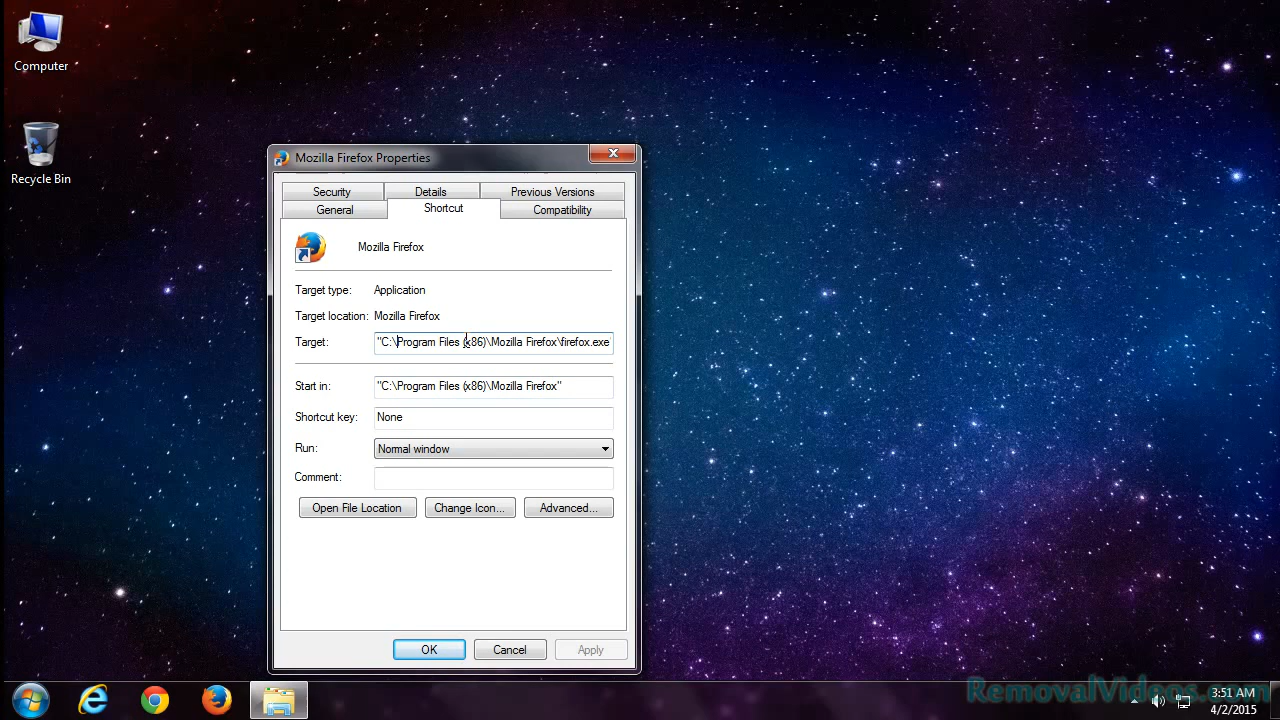 Computer
Recycle Bin
Mozilla Firefox Properties
Security Details Previous Versions
General Shortcut Compatibility
Mozilla Firefox
Target type: Application
Target location: Mozilla Firefox
Target: "C:\Program Files (x86)\Mozilla Firefox\firefox.exe
Start in: "C:\Program Files (x86)\Mozilla Firefox"
Shortcut key: None
Run: Normal window
Comment:
Open File Location Change Icon... Advanced...
OK Cancel Apply
RemovalVideos.com
3:51 AM
4/2/2015